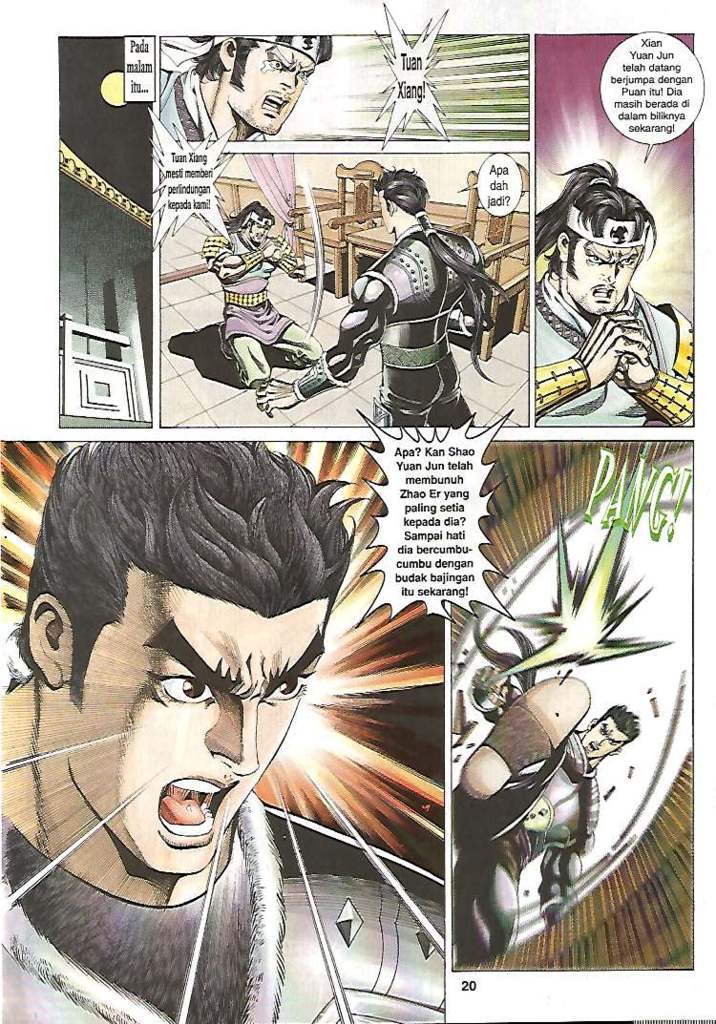 Pada
malam
itu...
Tuan
Xiang!
Tuan Xiang
mesti memberi
perlindungan
kepada kami!
Apa
dah
jadi?
Xian
Yuan Jun
telah datang
berjumpa dengan
Puan itu! Dia
masih berada di
dalam biliknya
sekarang!
Apa? Kan Shao
Yuan Jun telah
membunuh
Zhao Er yang
paling setia
kepada dia?
Sampai hati
dia bercumbu-
cumbu dengan
budak bajingan
itu sekarang!
PANG!
20